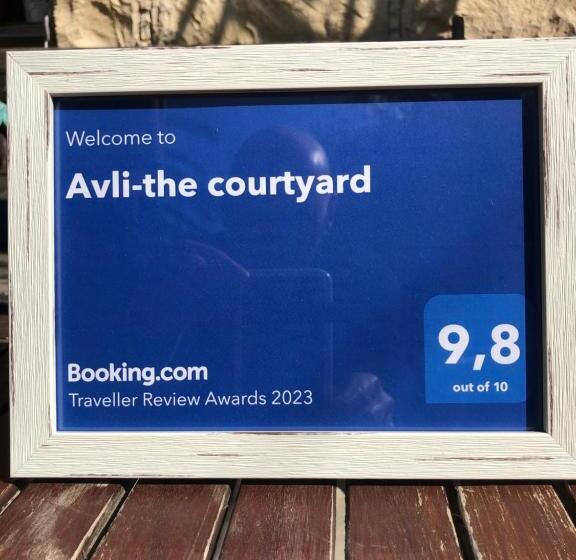 Welcome to
Avli-the courtyard
9,8
out of 10
Booking.com
Traveller Review Awards 2023